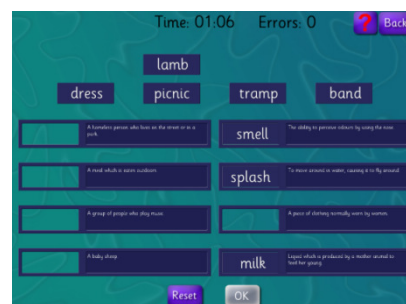 Time: 01:06 Errors: 0 ? Back
lamb
dress picnic tramp band
A homeless person who lives on the street or in a
park
smell The ability to perceive odours by using the nose
A meal which is eaten outdoors
splash To move around in water, causing it to fly around
A group of people who play music
A piece of clothing normally worn by women
A baby sheep
milk Liquid which is produced by a mother animal to
feed her young
Reset OK